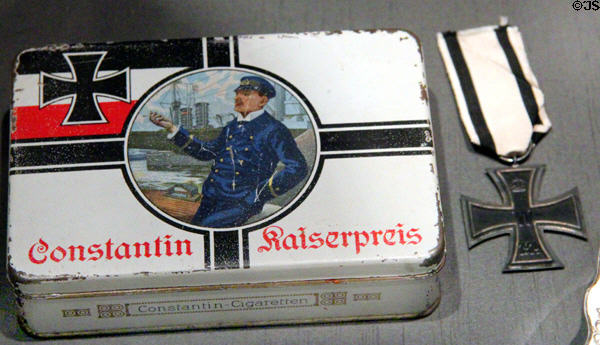 ©JS
Constantin Kaiserpreis
Constantin-Cigaretten